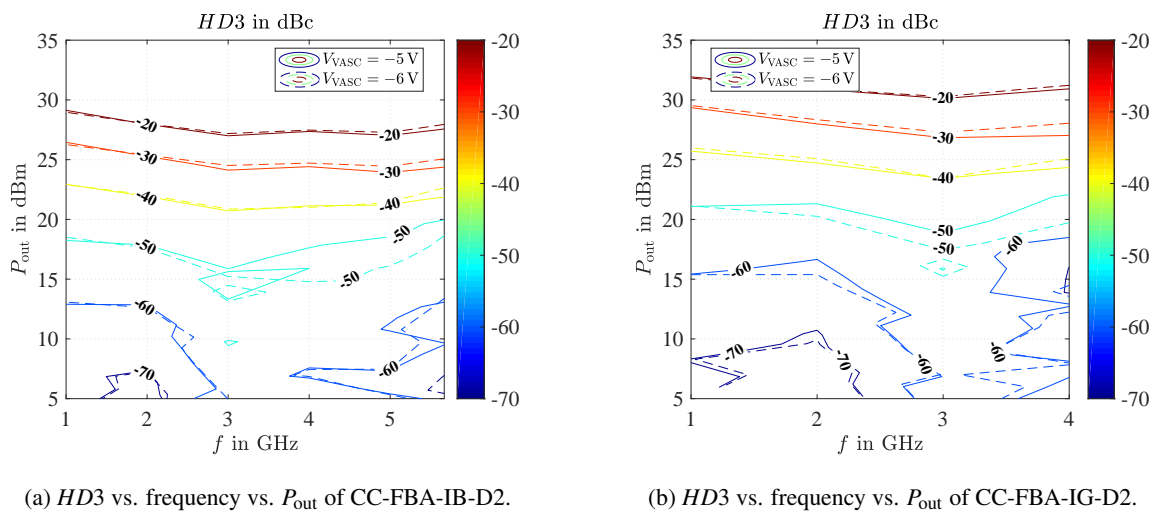 HD3 in dBc
35
30
25
20
15
10
5
P_out in dBm
1 2 3 4 5
f in GHz
V_VASC = −5 V
V_VASC = −6 V
-20 -20
-30 -30
-40 -40
-50 -50
-50
-60 -60
-70
-20
-30
-40
-50
-60
-70
HD3 in dBc
35
30
25
20
15
10
5
P_out in dBm
1 2 3 4
f in GHz
V_VASC = −5 V
V_VASC = −6 V
-20
-30
-40
-50
-50
-60 -60
-60 -60
-70 -70
-20
-30
-40
-50
-60
-70
(a) HD3 vs. frequency vs. P_out of CC-FBA-IB-D2.
(b) HD3 vs. frequency vs. P_out of CC-FBA-IG-D2.